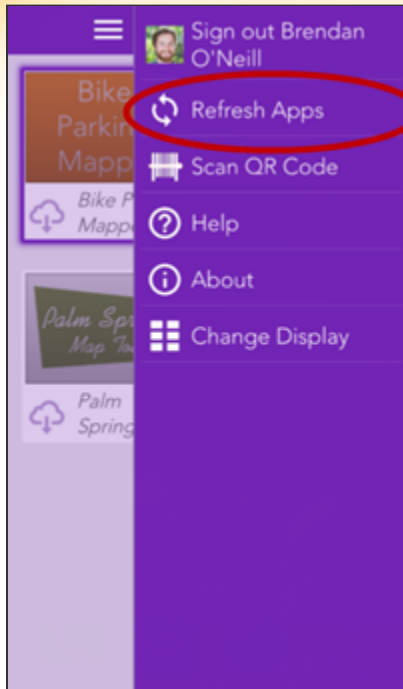 Sign out Brendan
O'Neill
Refresh Apps
Scan QR Code
Help
About
Change Display
Bike
Parkin
Mapp
Bike P
Mappe
Palm Spr
Map To
Palm
Spring